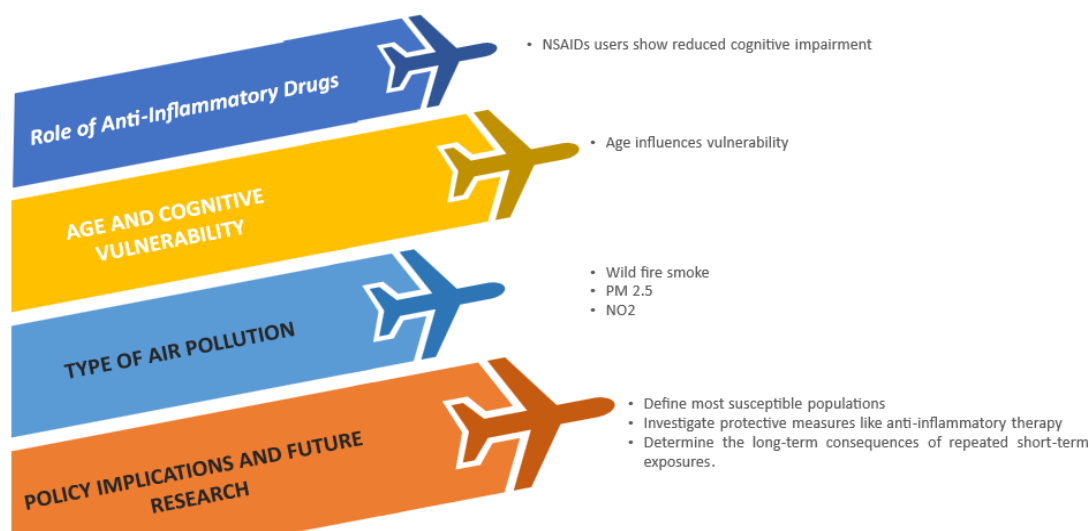 Role of Anti-Inflammatory Drugs
• NSAIDs users show reduced cognitive impairment
AGE AND COGNITIVE
VULNERABILITY
• Age influences vulnerability
TYPE OF AIR POLLUTION
• Wild fire smoke
• PM 2.5
• NO2
POLICY IMPLICATIONS AND FUTURE
RESEARCH
• Define most susceptible populations
• Investigate protective measures like anti-inflammatory therapy
• Determine the long-term consequences of repeated short-term
exposures.